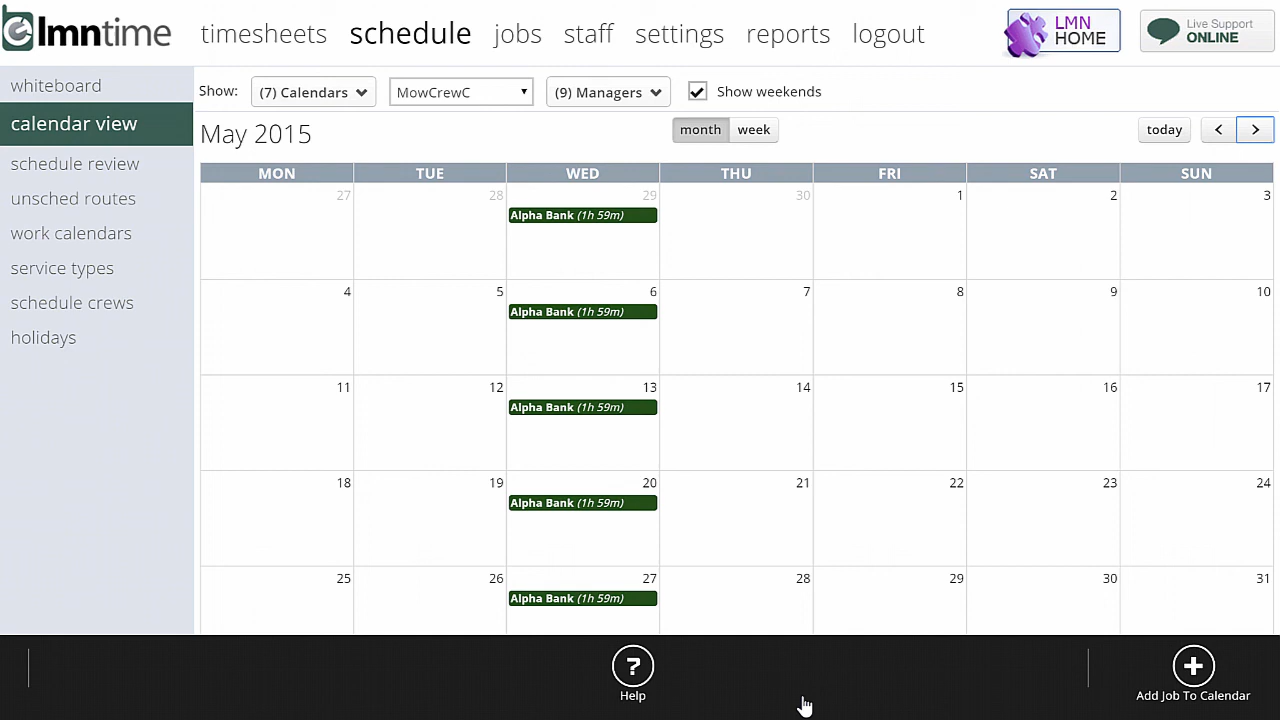 lmntime timesheets schedule jobs staff settings reports logout LMN HOME Live Support ONLINE
whiteboard
calendar view
schedule review
unsched routes
work calendars
service types
schedule crews
holidays
Show: (7) Calendars MowCrewC (9) Managers Show weekends
May 2015 month week today
MON TUE WED THU FRI SAT SUN
27 28 29 30 1 2 3
Alpha Bank (1h 59m)
4 5 6 7 8 9 10
Alpha Bank (1h 59m)
11 12 13 14 15 16 17
Alpha Bank (1h 59m)
18 19 20 21 22 23 24
Alpha Bank (1h 59m)
25 26 27 28 29 30 31
Alpha Bank (1h 59m)
? Help
Add Job To Calendar